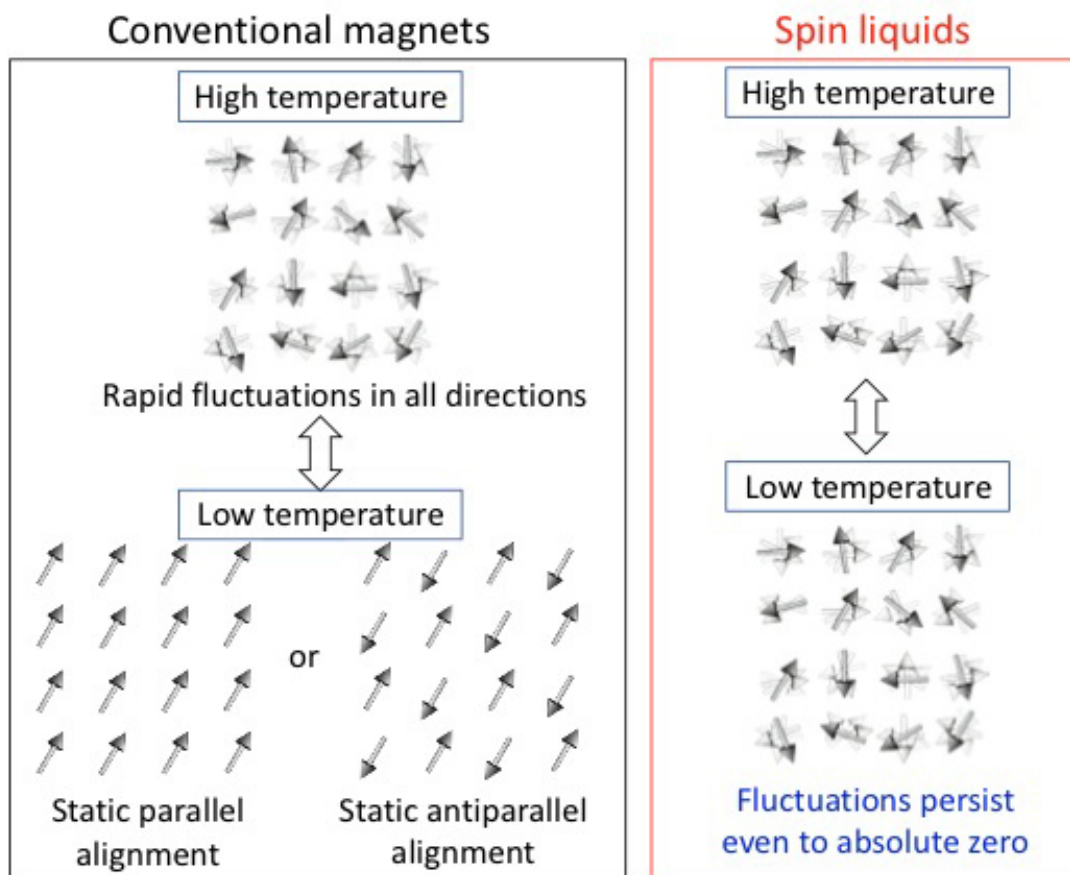 Conventional magnets
High temperature
Rapid fluctuations in all directions
Low temperature
or
Static parallel
alignment
Static antiparallel
alignment
Spin liquids
High temperature
Low temperature
Fluctuations persist
even to absolute zero